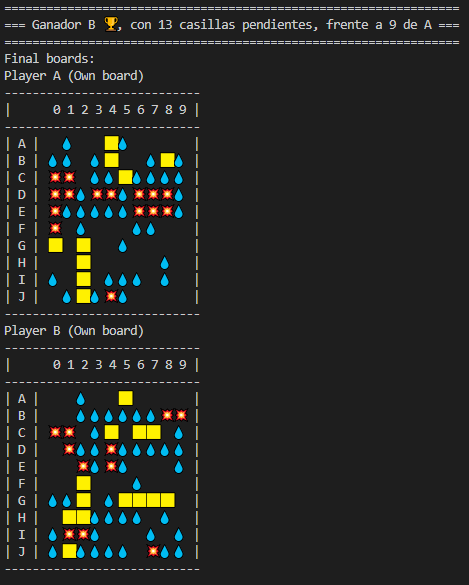 =================================================================
=== Ganador B 🏆, con 13 casillas pendientes, frente a 9 de A ===
=================================================================
Final boards:
Player A (Own board)
----------------------------
| 0 1 2 3 4 5 6 7 8 9 |
----------------------------
| A | |
| B | |
| C | |
| D | |
| E | |
| F | |
| G | |
| H | |
| I | |
| J | |
----------------------------
Player B (Own board)
----------------------------
| 0 1 2 3 4 5 6 7 8 9 |
----------------------------
| A | |
| B | |
| C | |
| D | |
| E | |
| F | |
| G | |
| H | |
| I | |
| J | |
----------------------------